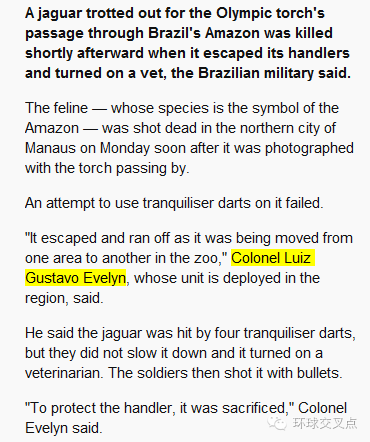 A jaguar trotted out for the Olympic torch's
passage through Brazil's Amazon was killed
shortly afterward when it escaped its handlers
and turned on a vet, the Brazilian military said.
The feline — whose species is the symbol of the
Amazon — was shot dead in the northern city of
Manaus on Monday soon after it was photographed
with the torch passing by.
An attempt to use tranquiliser darts on it failed.
"It escaped and ran off as it was being moved from
one area to another in the zoo," Colonel Luiz
Gustavo Evelyn, whose unit is deployed in the
region, said.
He said the jaguar was hit by four tranquiliser darts,
but they did not slow it down and it turned on a
veterinarian. The soldiers then shot it with bullets.
"To protect the handler, it was sacrificed," Colonel
Evelyn said.
环球交叉点